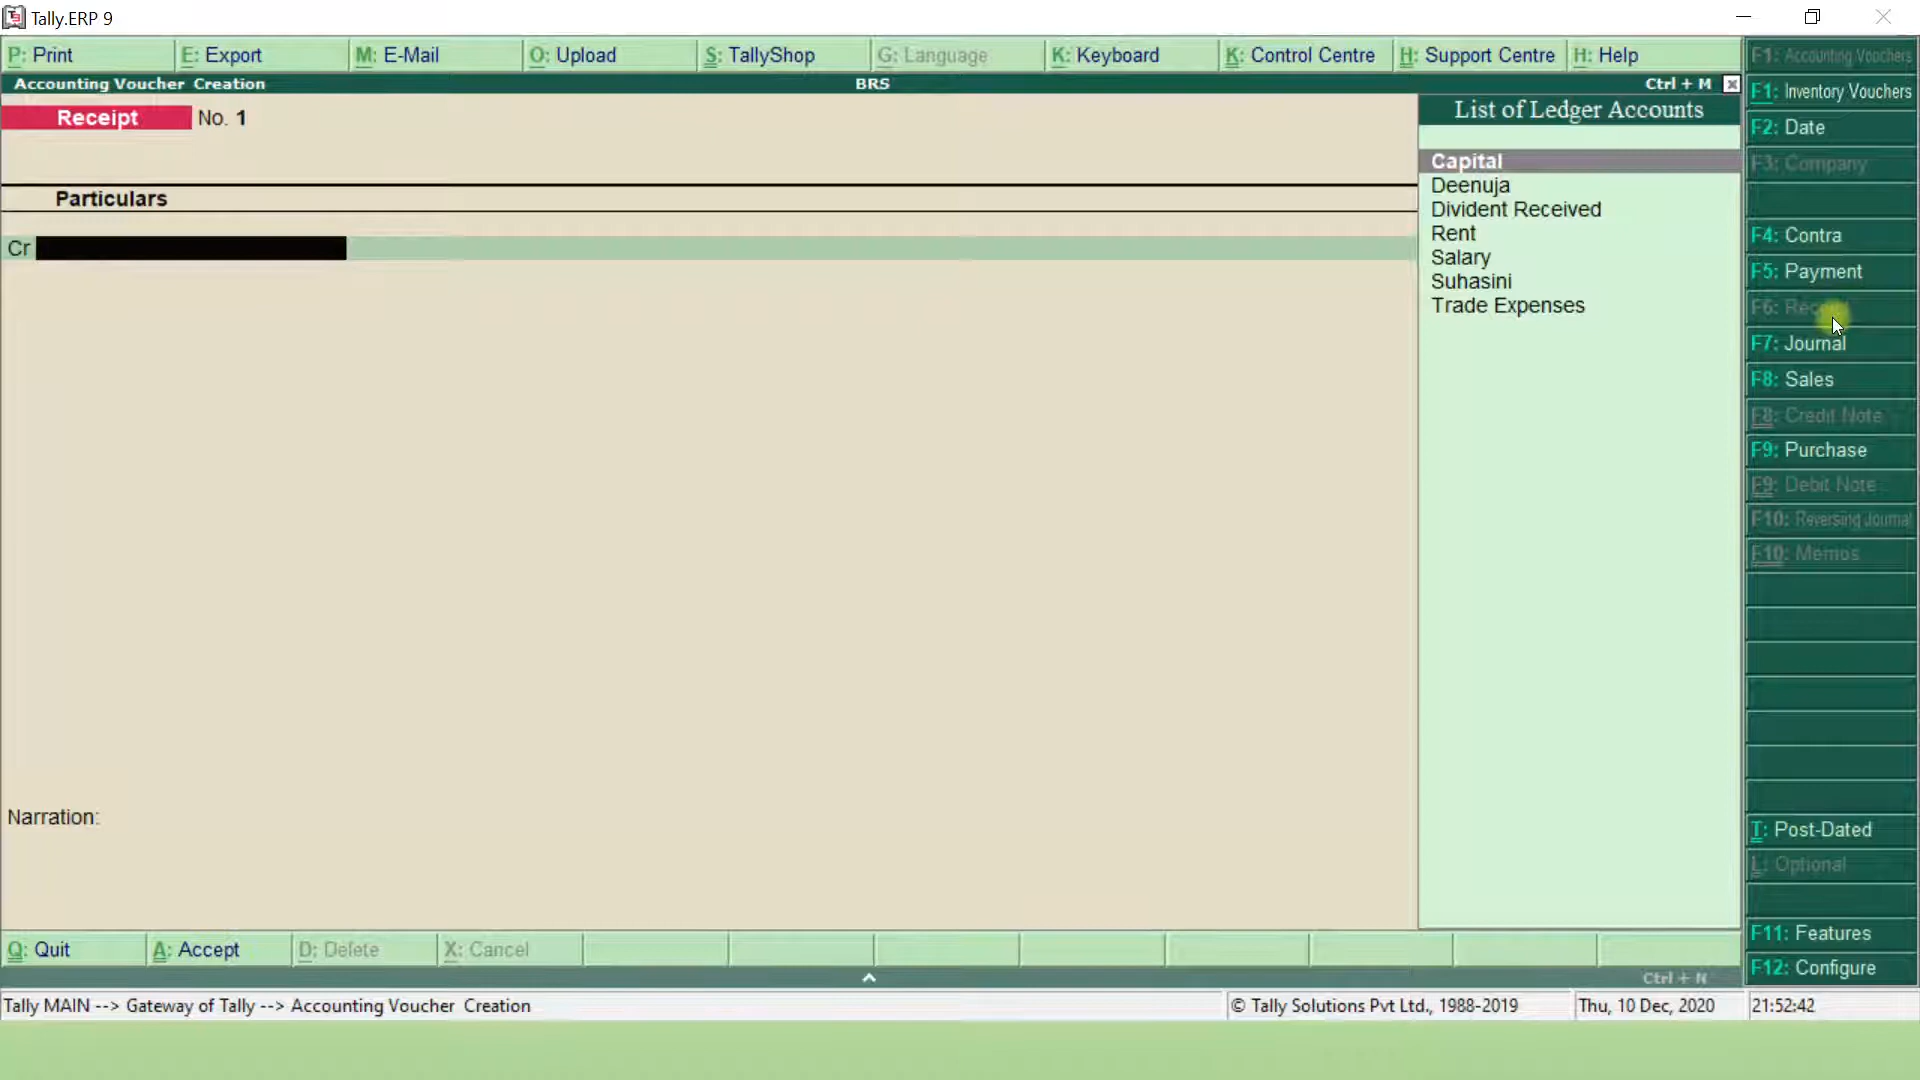 Tally.ERP 9
P: Print E: Export M: E-Mail O: Upload S: TallyShop G: Language K: Keyboard K: Control Centre H: Support Centre H: Help
Accounting Voucher Creation BRS Ctrl + M x
Receipt No. 1
Particulars
Cr
List of Ledger Accounts
Capital
Deenuja
Divident Received
Rent
Salary
Suhasini
Trade Expenses
F1: Accounting Vouchers
F1: Inventory Vouchers
F2: Date
F3: Company
F4: Contra
F5: Payment
F6:
F7: Journal
F8: Sales
F8: Credit Note
F9: Purchase
F9: Debit Note
F10: Reversing Journal
F10: Memos
T: Post-Dated
L: Optional
F11: Features
F12: Configure
Narration:
Q: Quit A: Accept D: Delete X: Cancel
Ctrl + N
Tally MAIN --> Gateway of Tally --> Accounting Voucher Creation © Tally Solutions Pvt Ltd., 1988-2019 Thu, 10 Dec, 2020 21:52:42